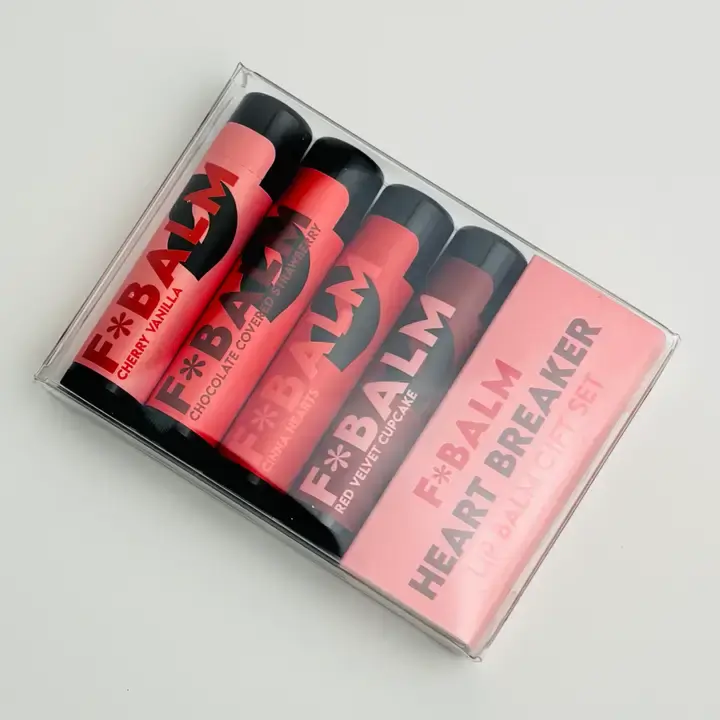 F*BALM
CHERRY VANILLA
F*BALM
CHOCOLATE COVERED STRAWBERRY
F*BALM
CINNA HEARTS
F*BALM
RED VELVET CUPCAKE
F*BALM
HEART BREAKER
LIP BALM GIFT SET